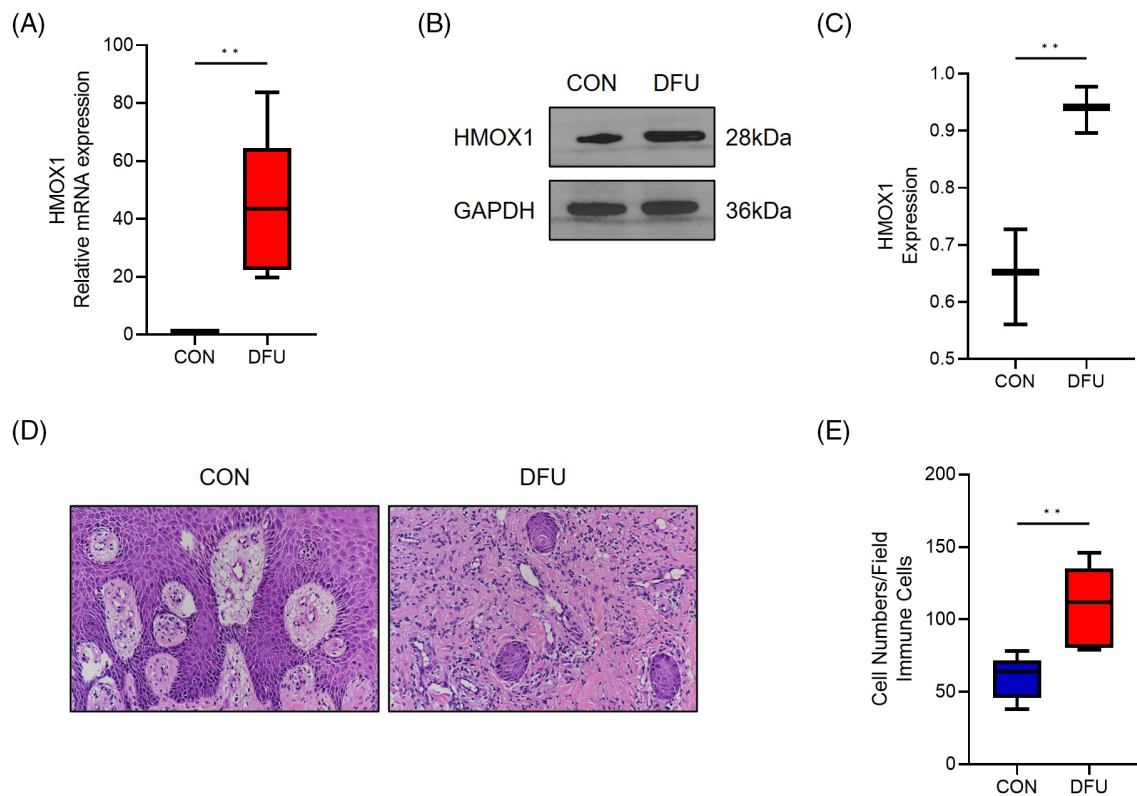 (A)
HMOX1
Relative mRNA expression
100
80
60
40
20
0
* *
CON
DFU
(B)
CON
DFU
HMOX1
28kDa
GAPDH
36kDa
(C)
HMOX1
Expression
1.0
0.9
0.8
0.7
0.6
0.5
* *
CON
DFU
(D)
CON
DFU
(E)
Cell Numbers/Field
Immune Cells
200
150
100
50
0
* *
CON
DFU